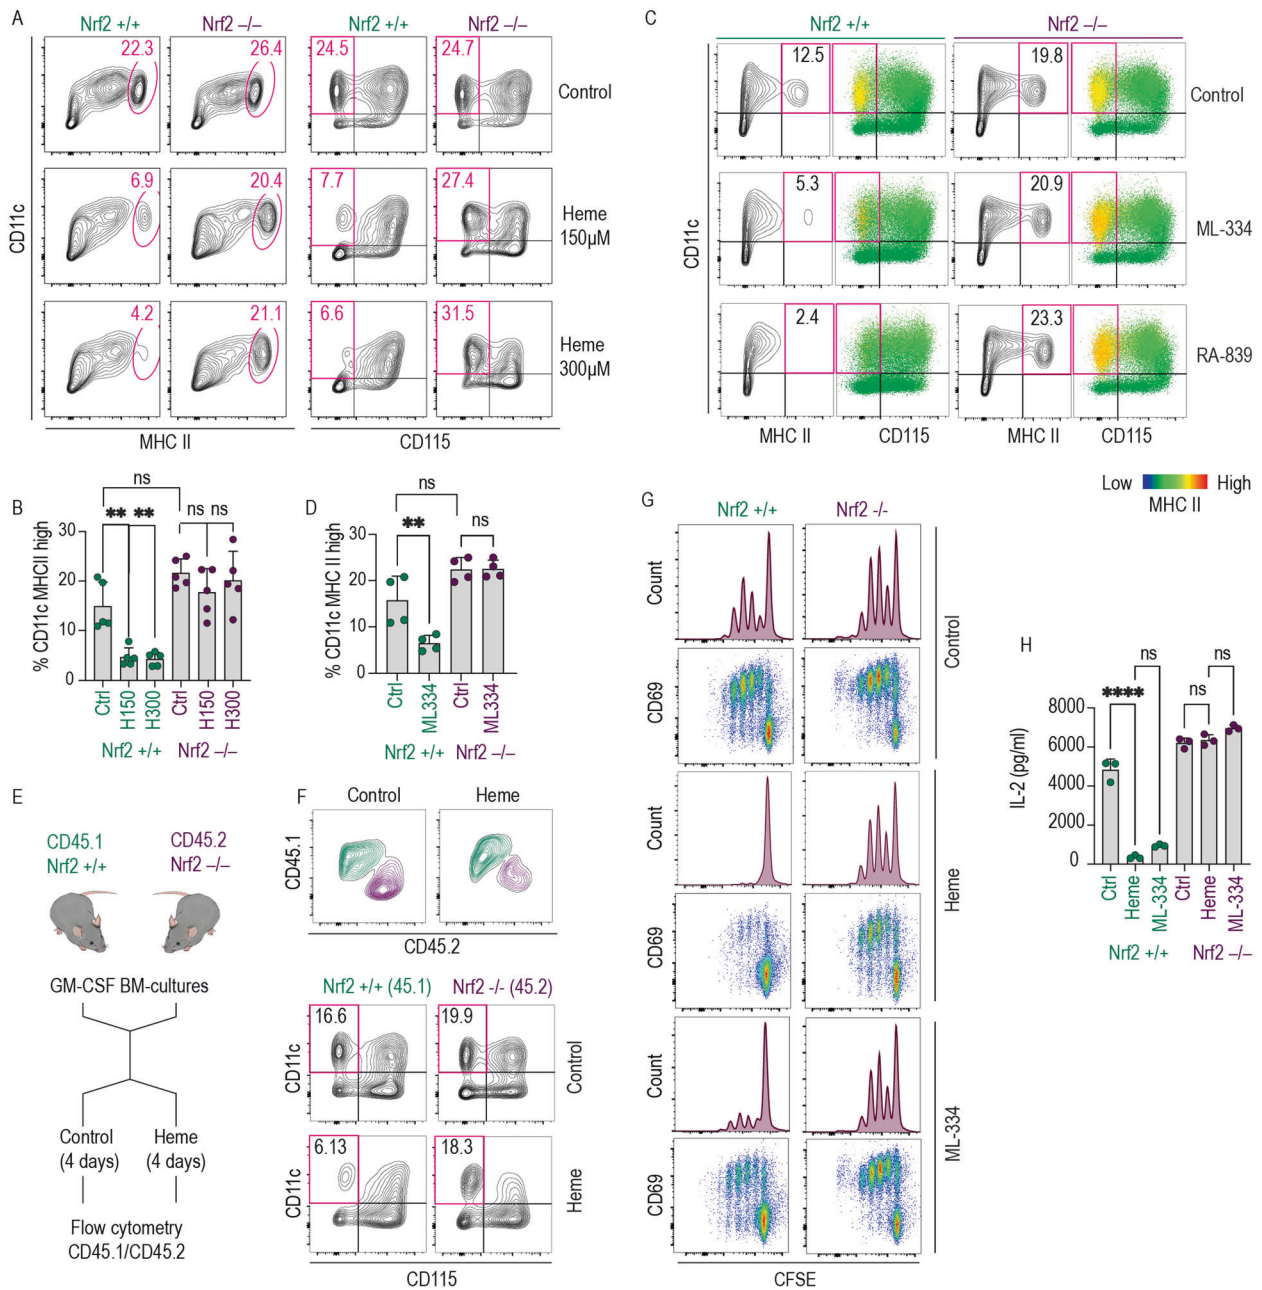 A
Nrf2 +/+
Nrf2 –/–
Nrf2 +/+
Nrf2 –/–
22.3
26.4
24.5
24.7
Control
6.9
20.4
7.7
27.4
Heme
150µM
4.2
21.1
6.6
31.5
Heme
300µM
CD11c
MHC II
CD115
C
Nrf2 +/+
Nrf2 –/–
12.5
19.8
Control
5.3
20.9
ML-334
2.4
23.3
RA-839
CD11c
MHC II
CD115
MHC II
CD115
Low
High
MHC II
B
ns
** **
ns ns
% CD11c MHCII high
30
20
10
0
Ctrl
H150
H300
Ctrl
H150
H300
Nrf2 +/+
Nrf2 –/–
D
ns
**
ns
% CD11c MHC II high
30
20
10
0
Ctrl
ML334
Ctrl
ML334
Nrf2 +/+
Nrf2 –/–
E
CD45.1
Nrf2 +/+
CD45.2
Nrf2 –/–
GM-CSF BM-cultures
Control
(4 days)
Heme
(4 days)
Flow cytometry
CD45.1/CD45.2
F
Control
Heme
CD45.1
CD45.2
Nrf2 +/+ (45.1)
Nrf2 -/- (45.2)
16.6
19.9
CD11c
Control
6.13
18.3
CD11c
Heme
CD115
G
Nrf2 +/+
Nrf2 -/-
Count
CD69
Control
Count
CD69
Heme
Count
CD69
ML-334
CFSE
H
ns
ns
****
ns
IL-2 (pg/ml)
8000
6000
4000
2000
0
Ctrl
Heme
ML-334
Ctrl
Heme
ML-334
Nrf2 +/+
Nrf2 –/–